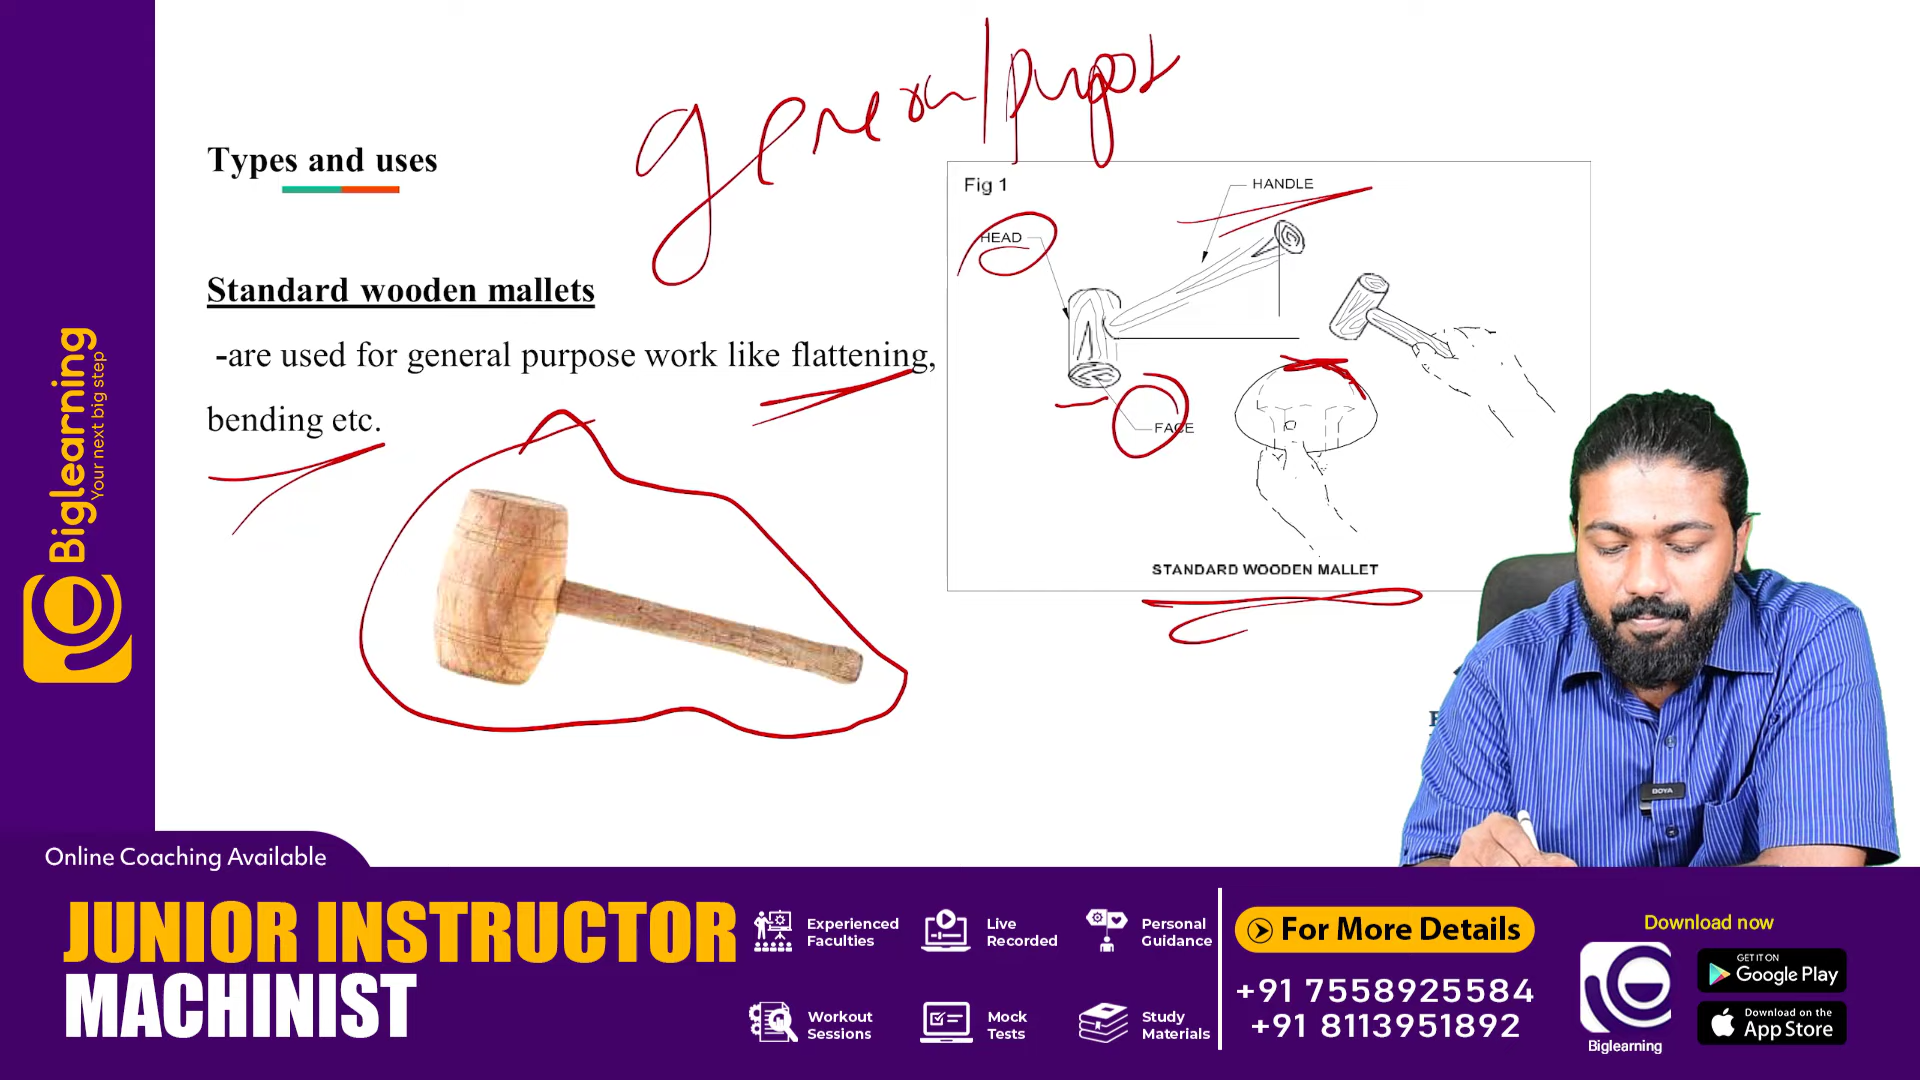 general purpose
Types and uses
Standard wooden mallets
-are used for general purpose work like flattening,
bending etc.
Fig 1
HANDLE
HEAD
FACE
STANDARD WOODEN MALLET
Biglearning
Your next big step
BOYA
Online Coaching Available
JUNIOR INSTRUCTOR
MACHINIST
Experienced
Faculties
Live
Recorded
Personal
Guidance
Workout
Sessions
Mock
Tests
Study
Materials
For More Details
+91 7558925584
+91 8113951892
Download now
Biglearning
GET IT ON
Google Play
Download on the
App Store